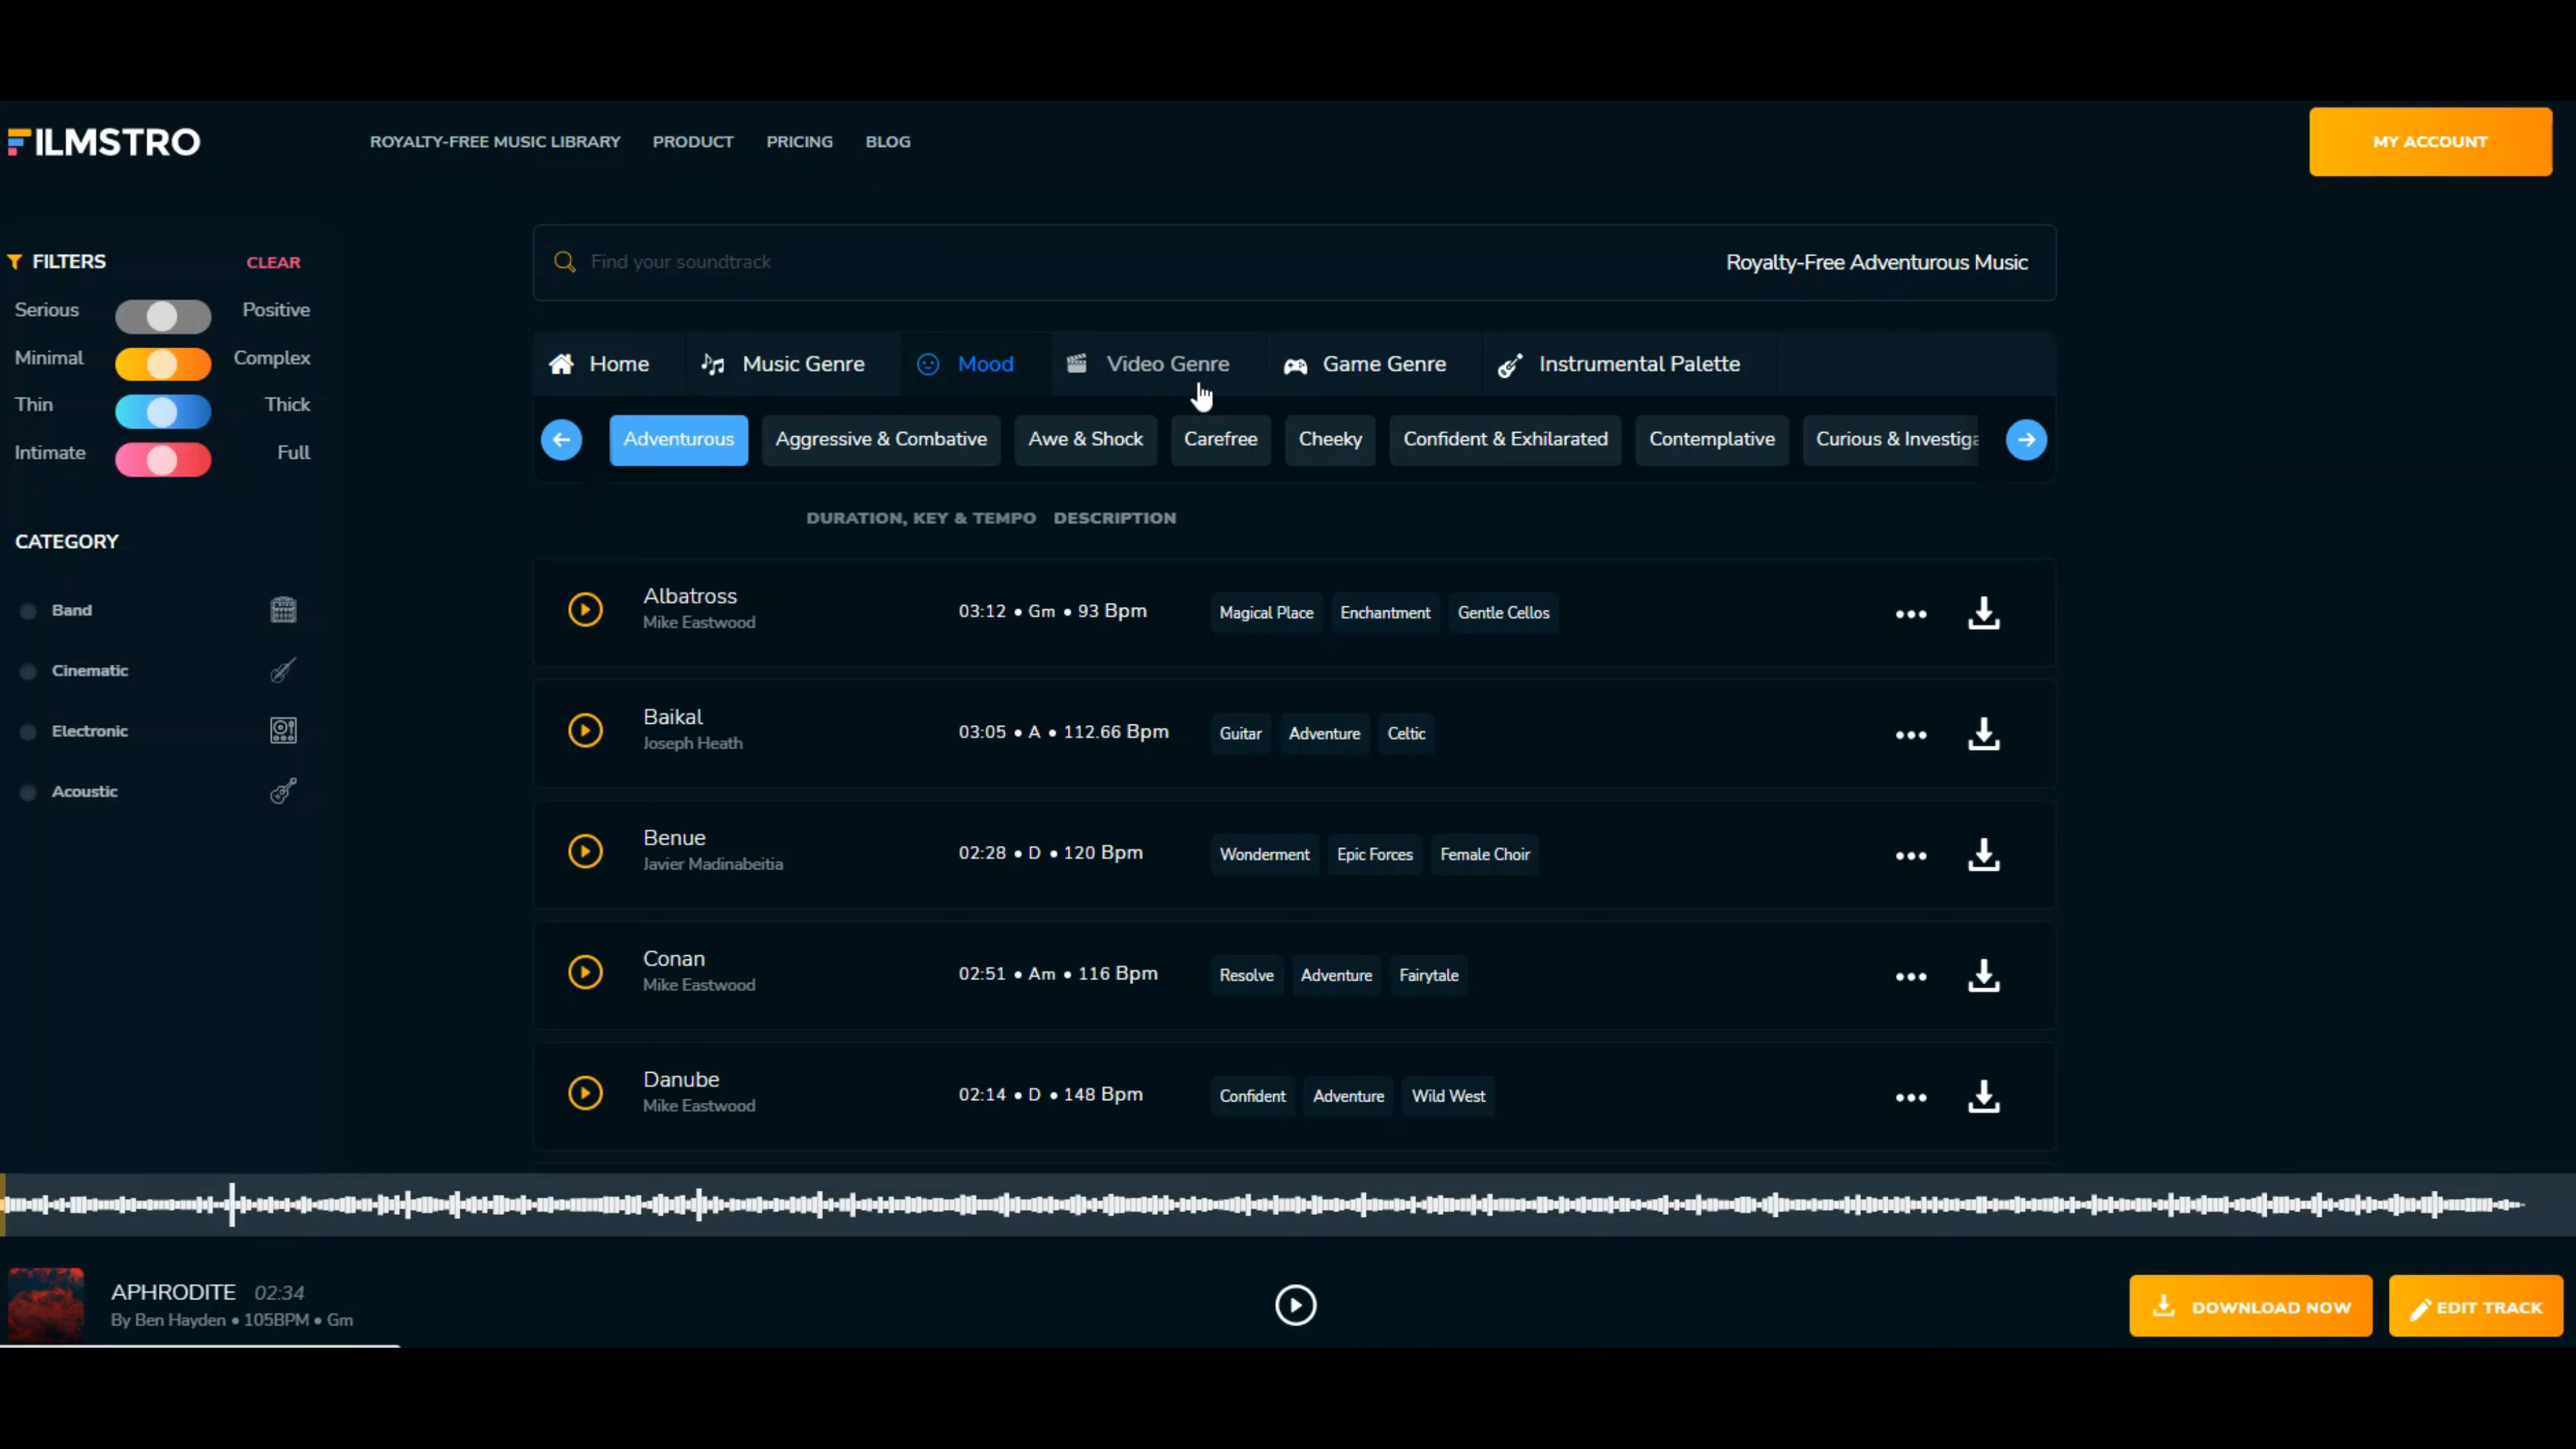 FILMSTRO
ROYALTY-FREE MUSIC LIBRARY PRODUCT PRICING BLOG
MY ACCOUNT
FILTERS CLEAR
Serious Positive
Minimal Complex
Thin Thick
Intimate Full
CATEGORY
Band
Cinematic
Electronic
Acoustic
Find your soundtrack Royalty-Free Adventurous Music
Home Music Genre Mood Video Genre Game Genre Instrumental Palette
Adventurous Aggressive & Combative Awe & Shock Carefree Cheeky Confident & Exhilarated Contemplative Curious & Investiga
DURATION, KEY & TEMPO DESCRIPTION
Albatross
Mike Eastwood
03:12 • Gm • 93 Bpm
Magical Place Enchantment Gentle Cellos
Baikal
Joseph Heath
03:05 • A • 112.66 Bpm
Guitar Adventure Celtic
Benue
Javier Madinabeitia
02:28 • D • 120 Bpm
Wonderment Epic Forces Female Choir
Conan
Mike Eastwood
02:51 • Am • 116 Bpm
Resolve Adventure Fairytale
Danube
Mike Eastwood
02:14 • D • 148 Bpm
Confident Adventure Wild West
APHRODITE 02:34
By Ben Hayden • 105BPM • Gm
DOWNLOAD NOW EDIT TRACK